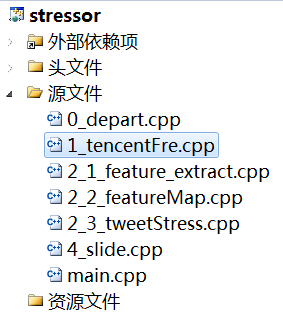 stressor
外部依赖项
头文件
源文件
0_depart.cpp
1_tencentFre.cpp
2_1_feature_extract.cpp
2_2_featureMap.cpp
2_3_tweetStress.cpp
4_slide.cpp
main.cpp
资源文件